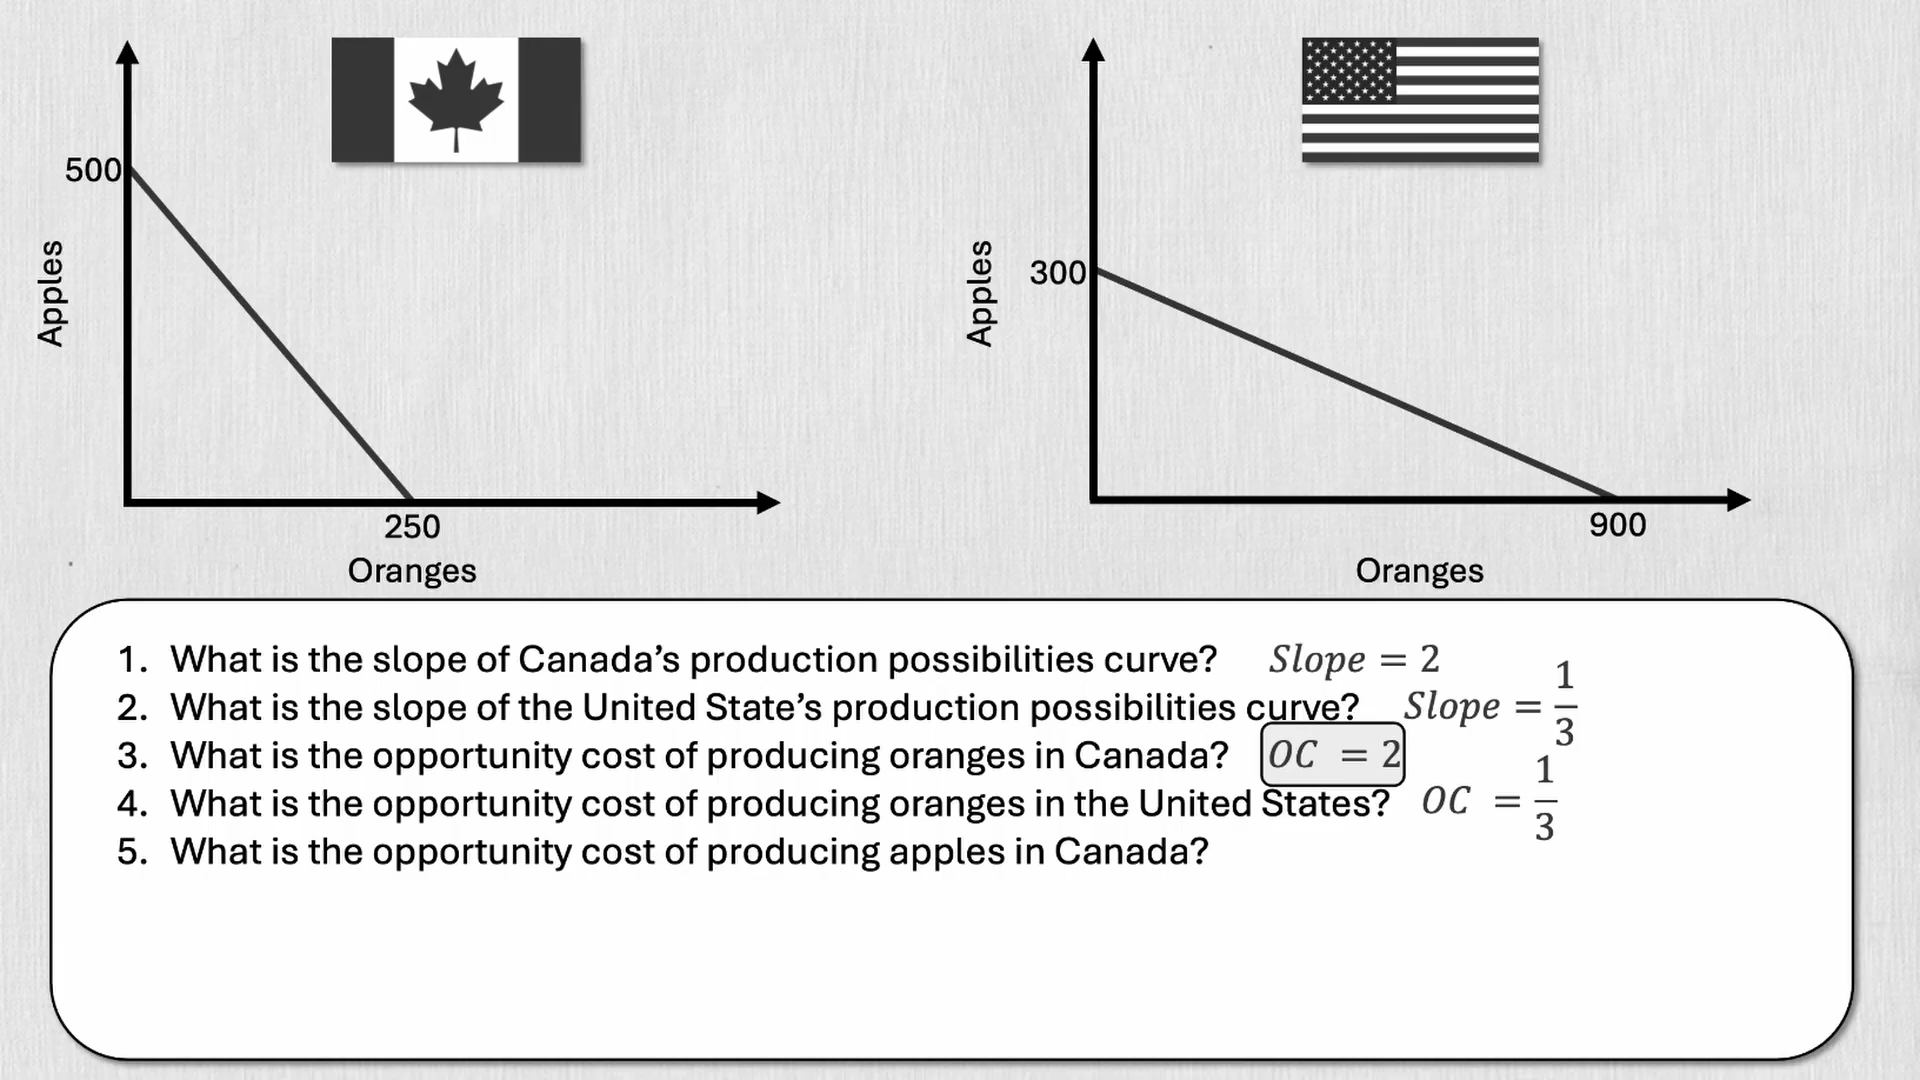 500
Apples
250
Oranges
300
Apples
900
Oranges
1. What is the slope of Canada’s production possibilities curve? Slope = 2
2. What is the slope of the United State’s production possibilities curve? Slope = 1/3
3. What is the opportunity cost of producing oranges in Canada? OC = 2
4. What is the opportunity cost of producing oranges in the United States? OC = 1/3
5. What is the opportunity cost of producing apples in Canada?